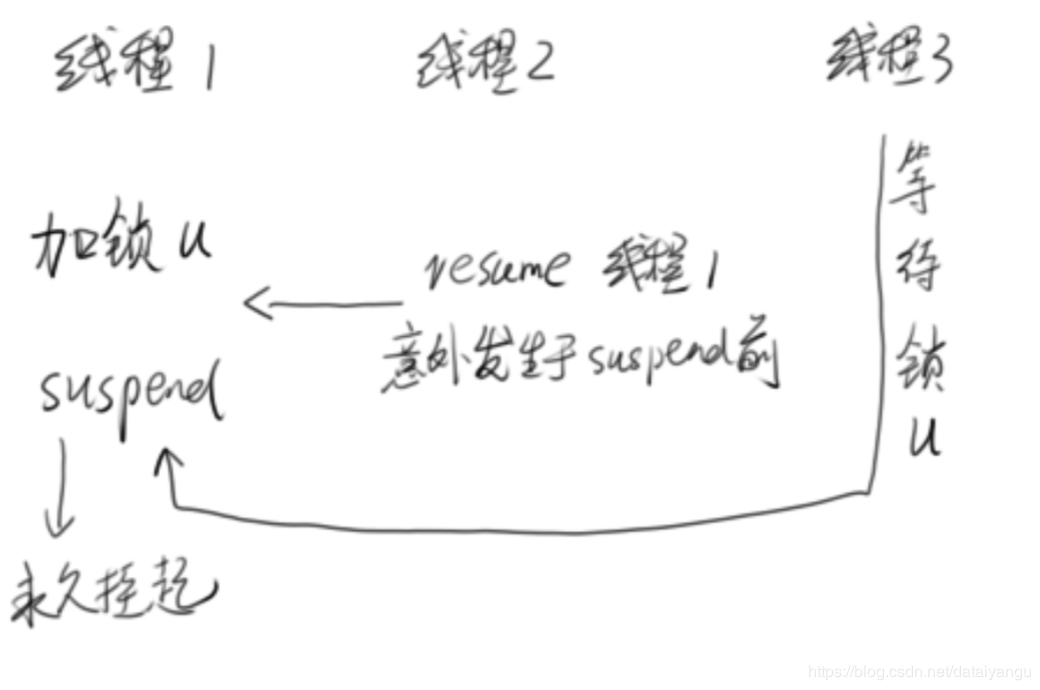 线程1
线程2
线程3
加锁u
resume 线程1
意外发生于suspend前
suspend
永久挂起
等待锁u
https://blog.csdn.net/dataiyangu